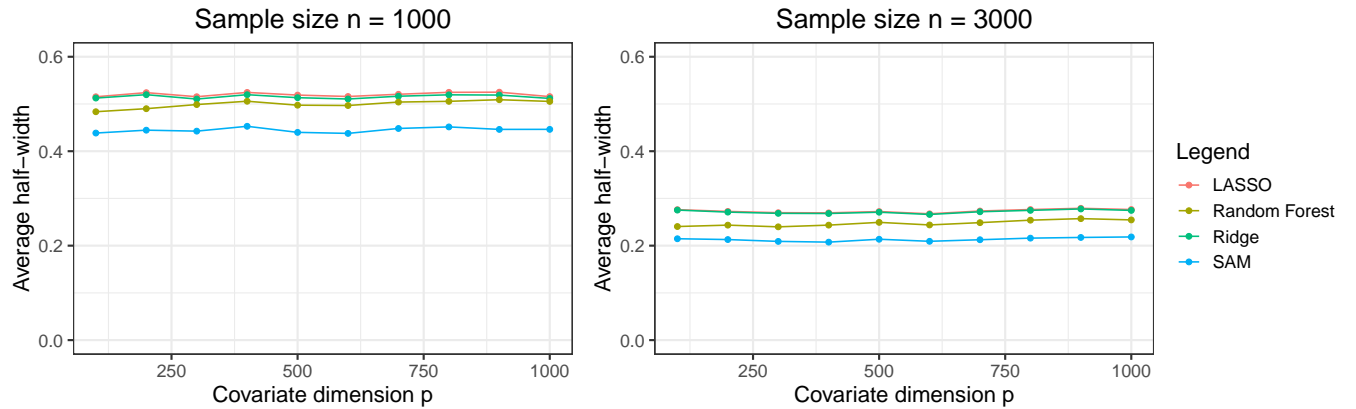 Sample size n = 1000
Average half−width
0.6
0.4
0.2
0.0
250
500
750
1000
Covariate dimension p
Sample size n = 3000
Average half−width
0.6
0.4
0.2
0.0
250
500
750
1000
Covariate dimension p
Legend
LASSO
Random Forest
Ridge
SAM